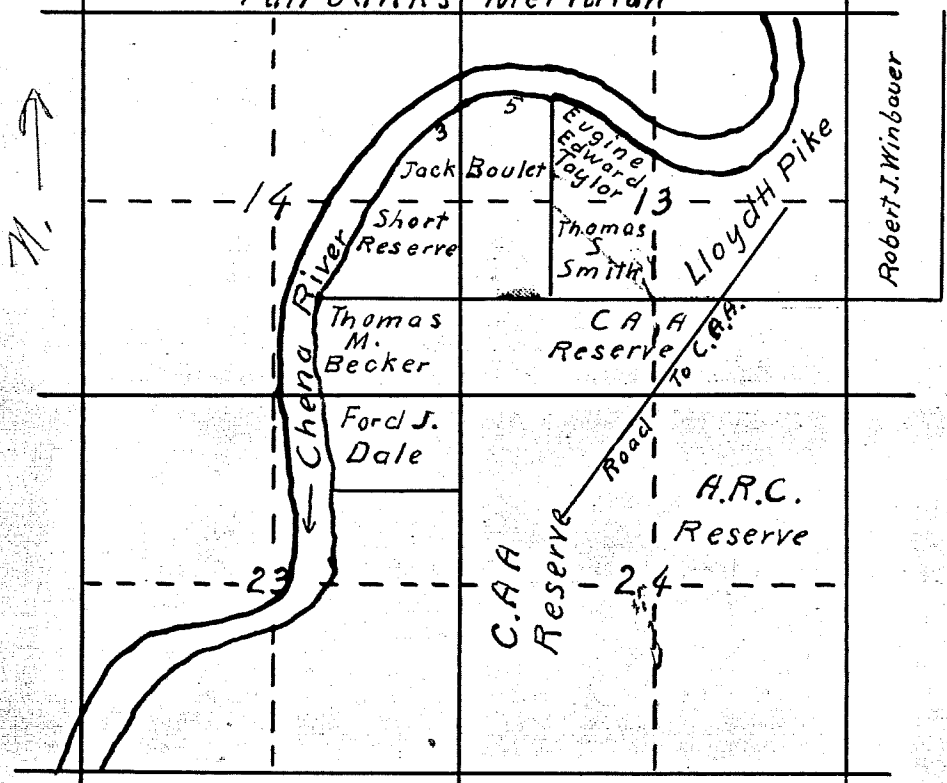 Fairbanks Meridian
N.
Robert J. Winbauer
3
5
Eugine
Edward
Taylor
Jack Boulet
Lloyd H Pike
14
13
Short
Reserve
Thomas
S
Smith
Chena River
Thomas
M.
Becker
C A A
Reserve
Road To C.A.A.
Ford J.
Dale
A.R.C.
Reserve
C.A A
Reserve
23
24